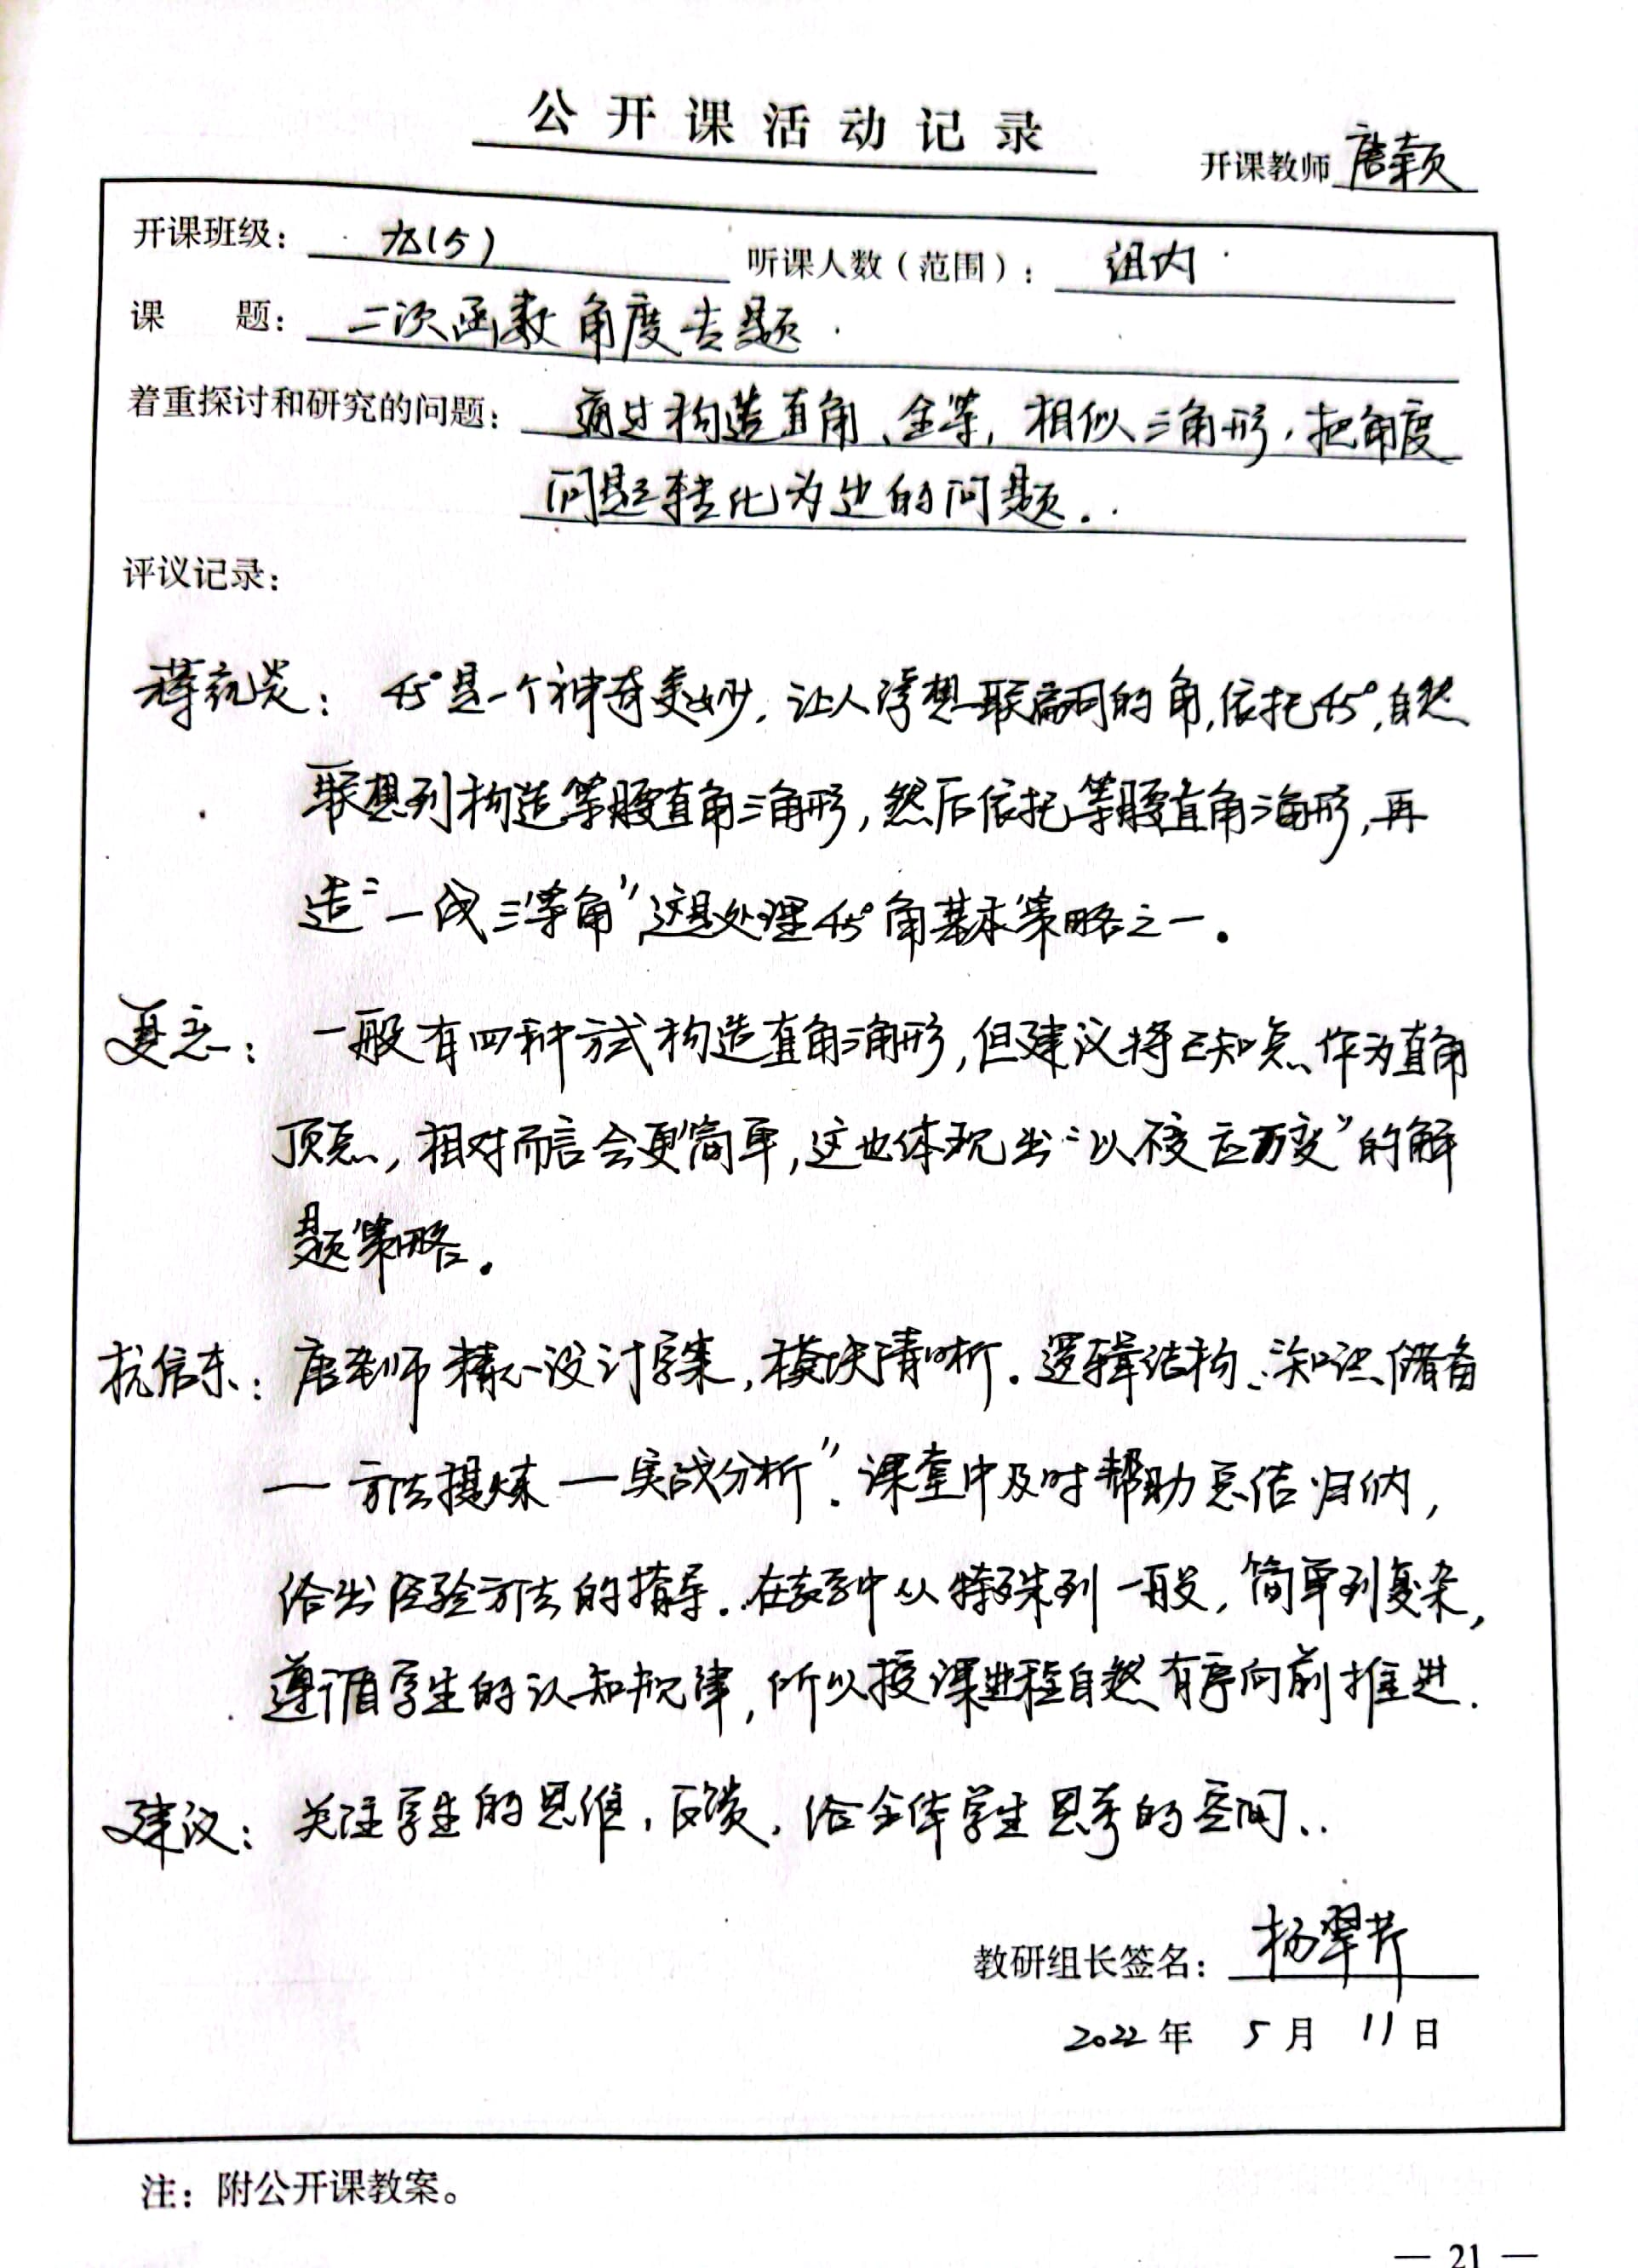 公开课活动记录
开课教师 唐颖
开课班级： 九(5) 听课人数（范围）： 组内
课 题： 二次函数角度专题
着重探讨和研究的问题： 通过构造直角、全等，相似三角形，把角度
问题转化为边的问题．
评议记录：
蒋 炎： 45°是一个神奇美妙，让人浮想联翩的角，依托45°，自然
联想到构造等腰直角三角形，然后依托等腰直角三角形，再
造“一线三等角”，这是处理45°角基本策略之一。
夏志： 一般有四种方式构造直角三角形，但建议将已知点作为直角
顶点，相对而言会更简单，这也体现出“以不变应万变”的解
题策略。
抗信东： 唐老师精心设计学案，模块清晰．逻辑结构、知识储备
—方法提炼—实战分析”．课堂中及时帮助总结归纳，
给出经验方法的指导．在教学中从特殊到一般，简单到复杂，
遵循学生的认知规律，所以授课进程自然有序向前推进．
建议： 关注学生的思维，反馈，给全体学生思考的空间．
教研组长签名： 杨翠芹
2022 年 5 月 11 日
注：附公开课教案。
— 21 —